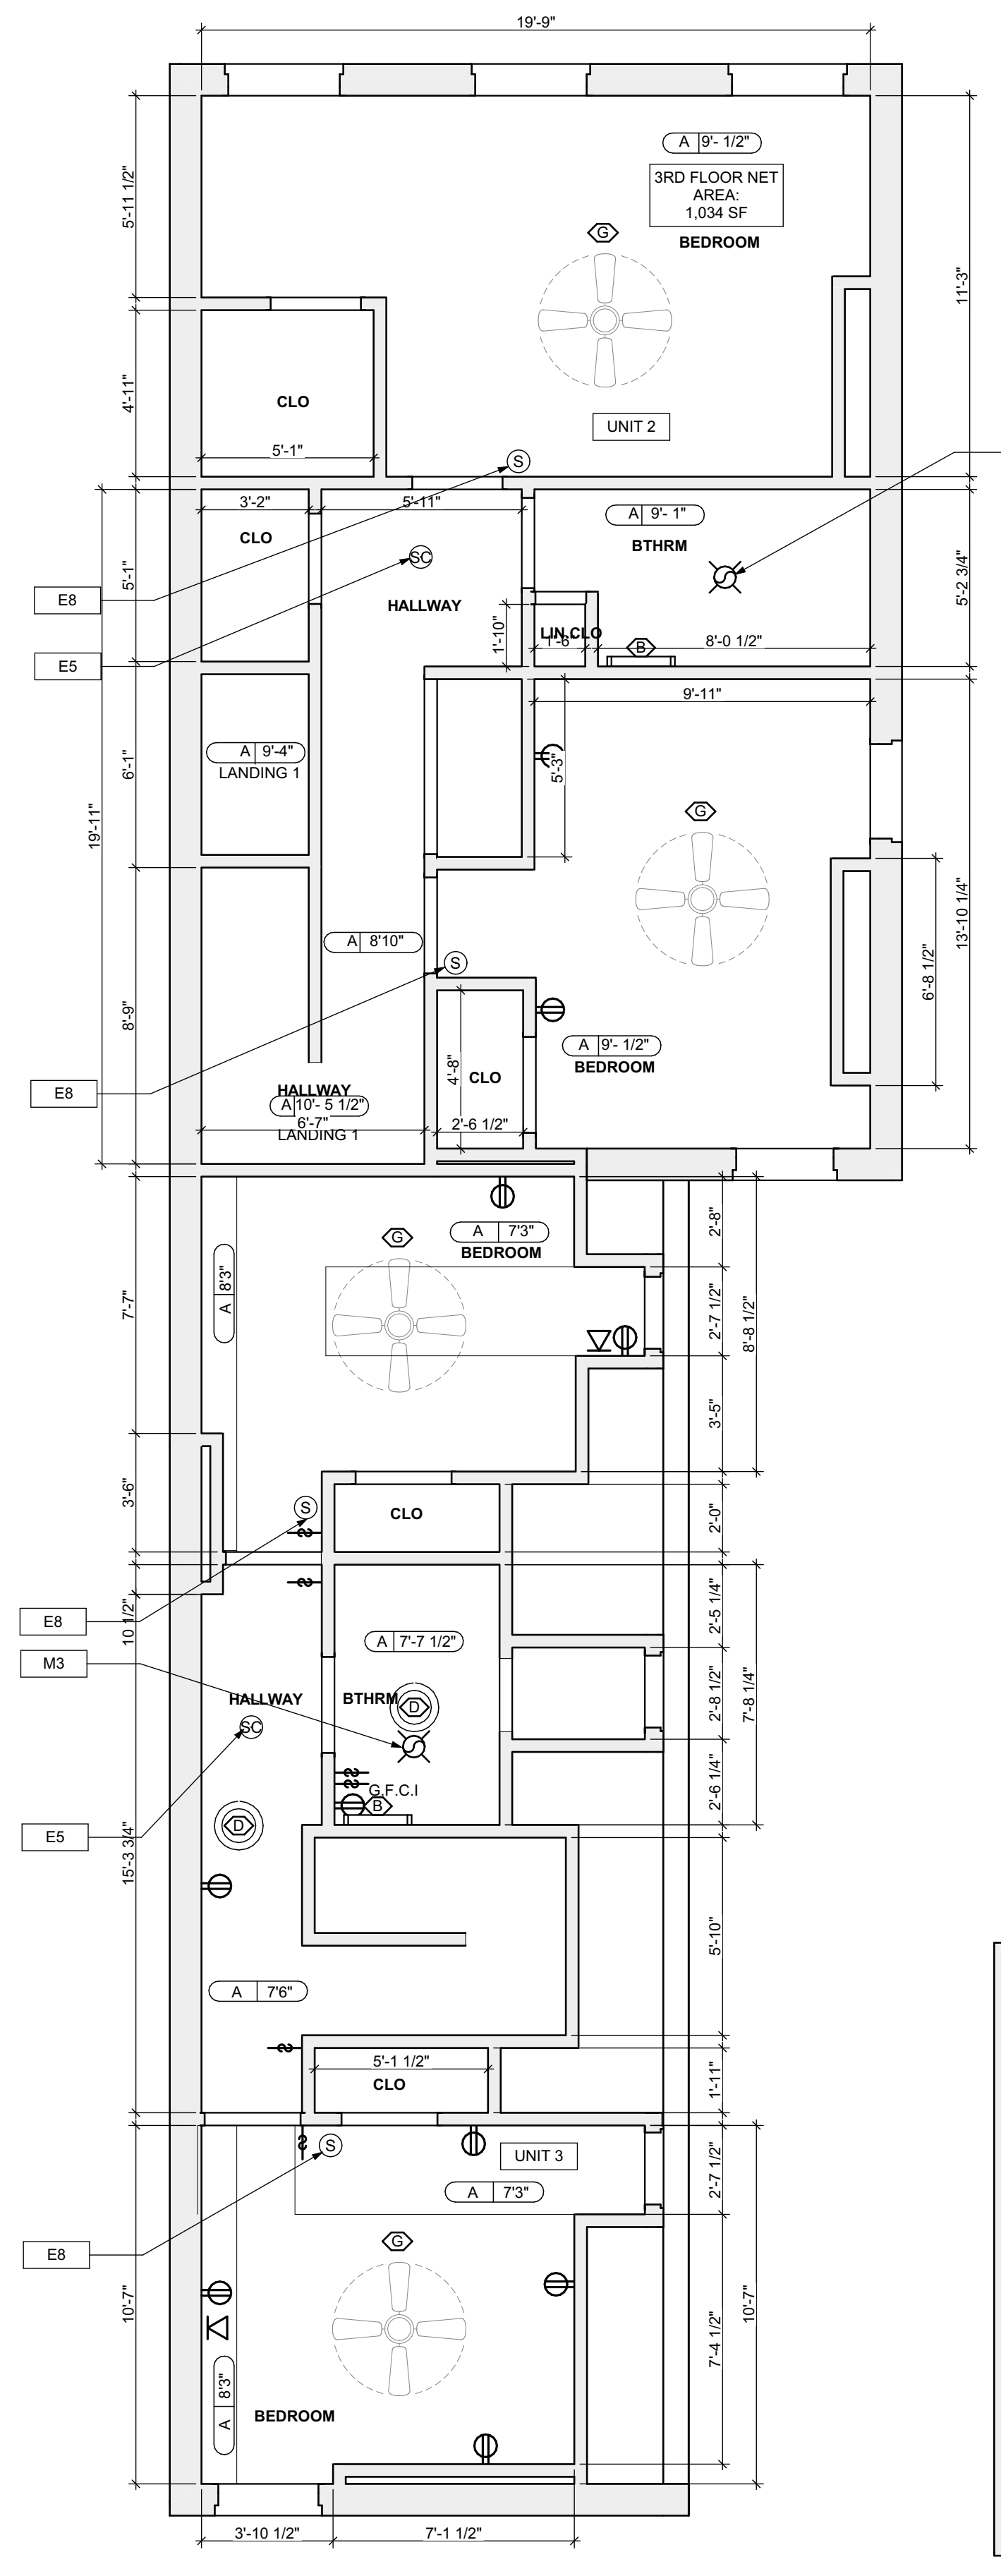 19'-9"
A 9'- 1/2"
3RD FLOOR NET
AREA:
1,034 SF
BEDROOM
G
5'-11 1/2"
11'-3"
4'-11"
CLO
UNIT 2
5'-1"
S
3'-2"
5'-11"
A 9'- 1"
CLO
BTHRM
SC
5'-1"
5'-2 3/4"
E8
HALLWAY
1'-10"
LIN CLO
1'-6"
B
8'-0 1/2"
E5
9'-11"
A 9'-4"
LANDING 1
6'-1"
5'-3"
19'-11"
G
13'-10 1/4"
6'-8 1/2"
A 8'10"
S
8'-9"
A 9'- 1/2"
BEDROOM
4'-8"
CLO
E8
HALLWAY
A 10'- 5 1/2"
6'-7"
LANDING 1
2'-6 1/2"
A 7'3"
BEDROOM
G
2'-8"
A 8'3"
7'-7"
2'-7 1/2"
8'-8 1/2"
3'-5"
3'-6"
S
CLO
2'-0"
E8
10 1/2"
2'-5 1/4"
A 7'-7 1/2"
M3
HALLWAY
BTHRM
D
SC
2'-8 1/2"
7'-8 1/4"
G.F.C.I
B
2'-6 1/4"
D
E5
15'-3 3/4"
5'-10"
A 7'6"
5'-1 1/2"
CLO
1'-11"
S
UNIT 3
A 7'3"
2'-7 1/2"
E8
G
10'-7"
10'-7"
7'-4 1/2"
A 8'3"
BEDROOM
3'-10 1/2"
7'-1 1/2"